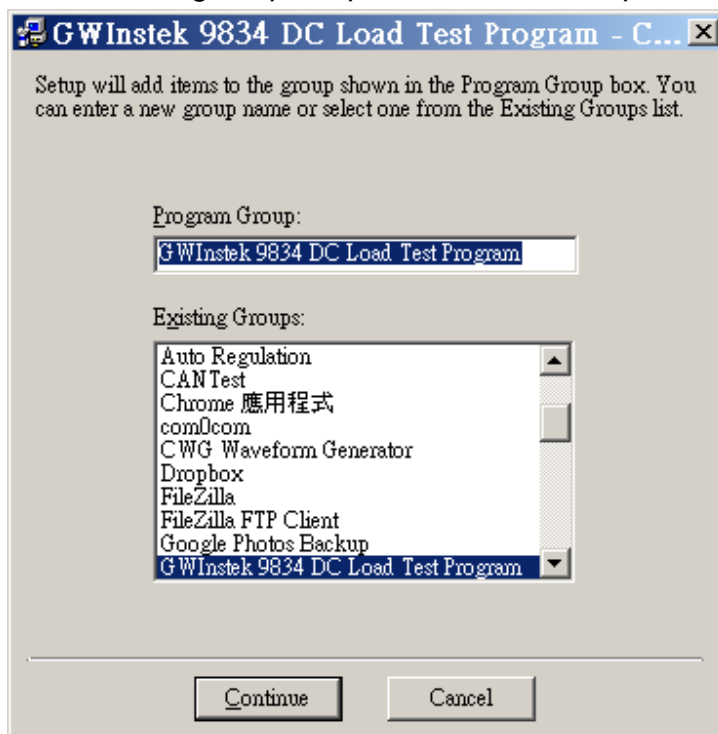 GWInstek 9834 DC Load Test Program - C...
Setup will add items to the group shown in the Program Group box. You
can enter a new group name or select one from the Existing Groups list.
Program Group:
GWInstek 9834 DC Load Test Program
Existing Groups:
Auto Regulation
CANTest
Chrome 應用程式
com0com
CWG Waveform Generator
Dropbox
FileZilla
FileZilla FTP Client
Google Photos Backup
GWInstek 9834 DC Load Test Program
Continue
Cancel